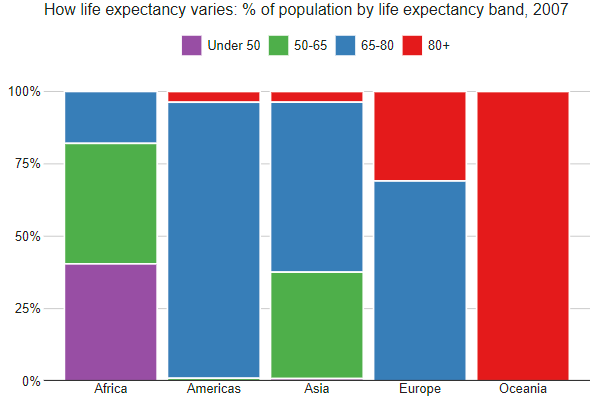 How life expectancy varies: % of population by life expectancy band, 2007
Under 50 50-65 65-80 80+
100%
75%
50%
25%
0%
Africa Americas Asia Europe Oceania